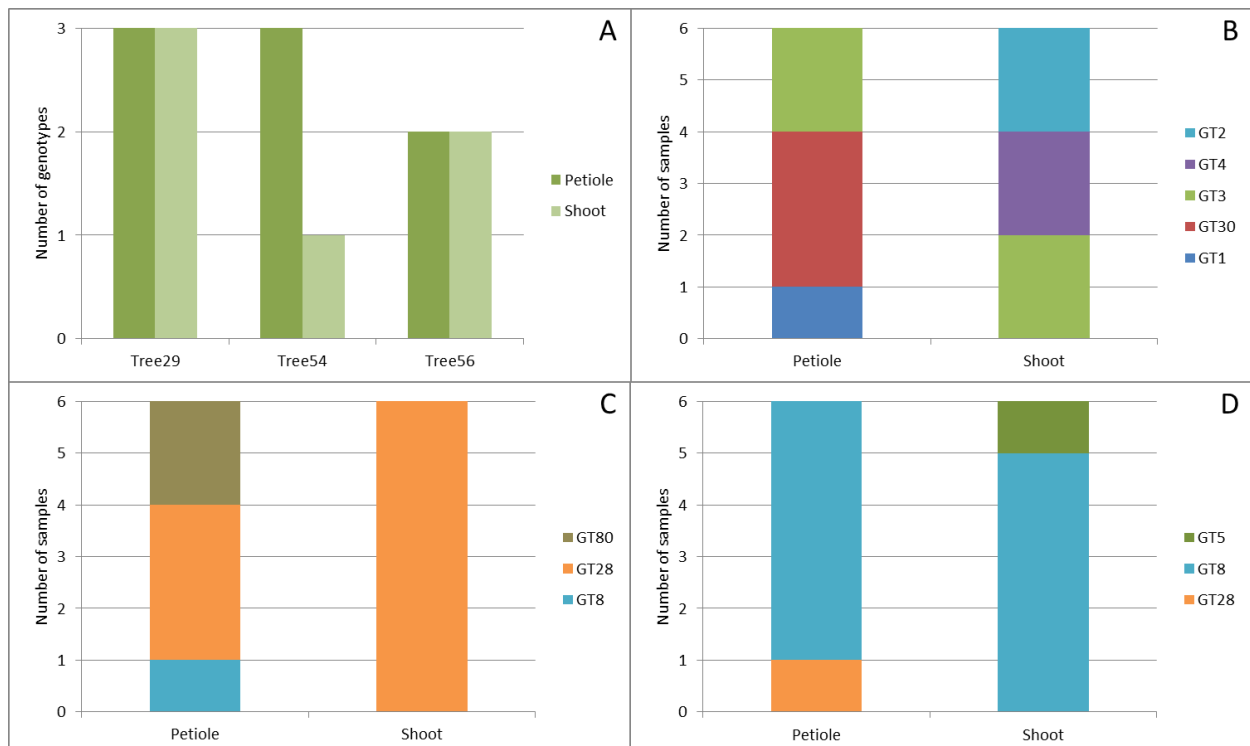 A
Number of genotypes
3
2
1
0
Tree29 Tree54 Tree56
Petiole
Shoot
B
Number of samples
6
5
4
3
2
1
0
Petiole Shoot
GT2
GT4
GT3
GT30
GT1
C
Number of samples
6
5
4
3
2
1
0
Petiole Shoot
GT80
GT28
GT8
D
Number of samples
6
5
4
3
2
1
0
Petiole Shoot
GT5
GT8
GT28